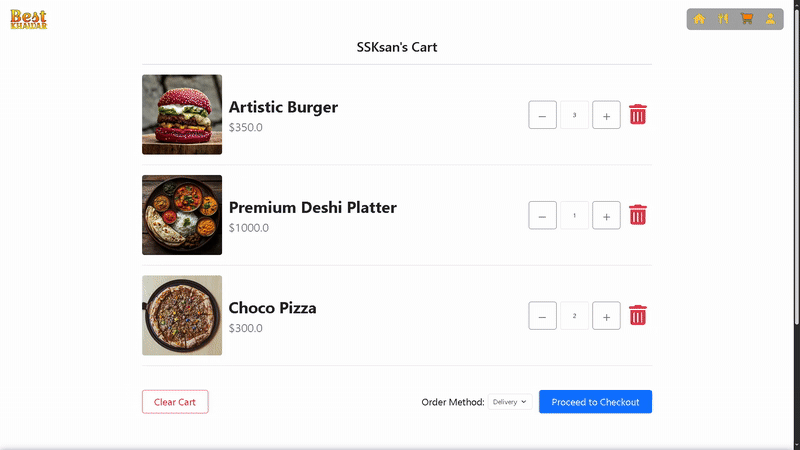 Best
KHAIDAR
SSKsan's Cart
Artistic Burger
$350.0
− 3 +
Premium Deshi Platter
$1000.0
− 1 +
Choco Pizza
$300.0
− 2 +
Clear Cart
Order Method: Delivery
Proceed to Checkout